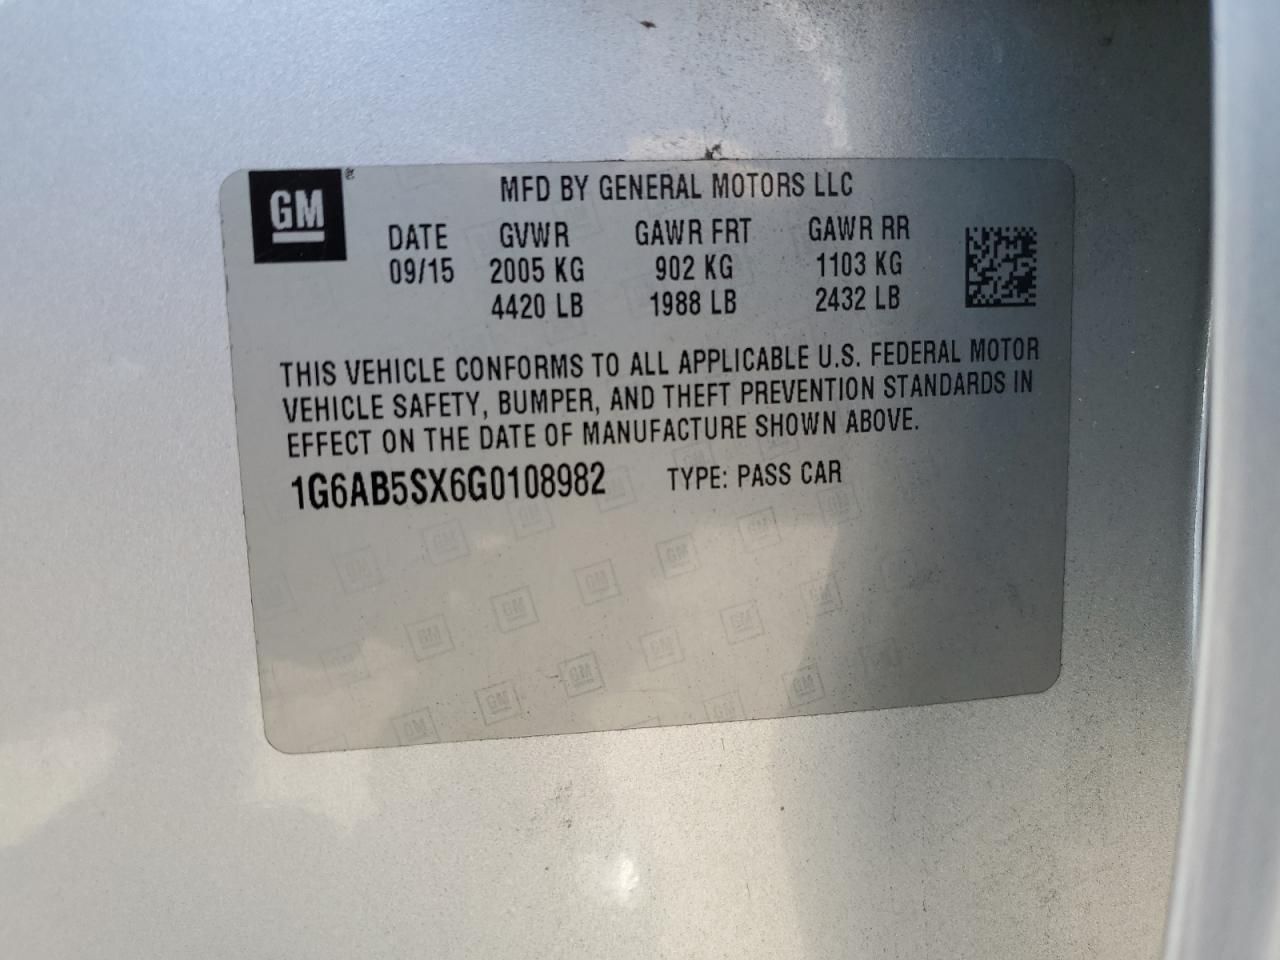 GM ®
MFD BY GENERAL MOTORS LLC
DATE GVWR GAWR FRT GAWR RR
09/15 2005 KG 902 KG 1103 KG
4420 LB 1988 LB 2432 LB
THIS VEHICLE CONFORMS TO ALL APPLICABLE U.S. FEDERAL MOTOR
VEHICLE SAFETY, BUMPER, AND THEFT PREVENTION STANDARDS IN
EFFECT ON THE DATE OF MANUFACTURE SHOWN ABOVE.
1G6AB5SX6G0108982 TYPE: PASS CAR